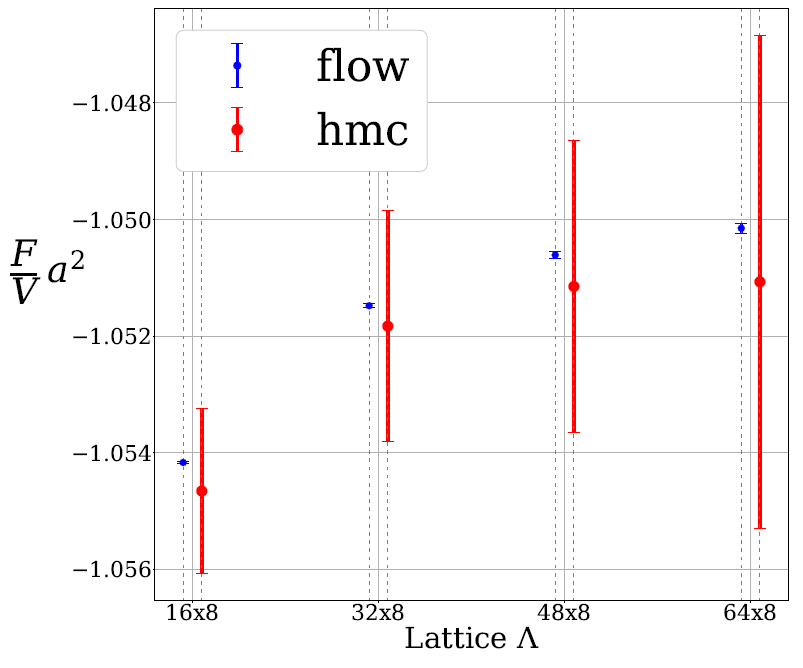 flow
hmc
−1.048
−1.050
−1.052
−1.054
−1.056
F/V a²
16x8
32x8
48x8
64x8
Lattice Λ